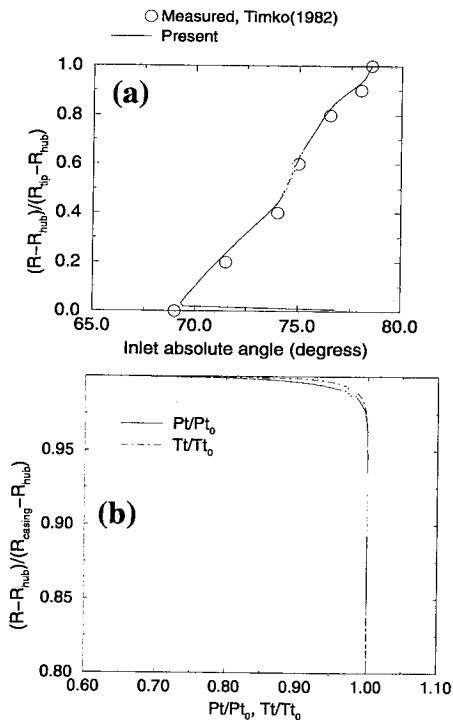 Measured, Timko(1982)
Present
(a)
1.0
0.8
0.6
0.4
0.2
0.0
(R−R_hub)/(R_tip−R_hub)
65.0 70.0 75.0 80.0
Inlet absolute angle (degress)
(b)
Pt/Pt₀
Tt/Tt₀
0.95
0.90
0.85
0.80
(R−R_hub)/(R_casing−R_hub)
0.60 0.70 0.80 0.90 1.00 1.10
Pt/Pt₀, Tt/Tt₀